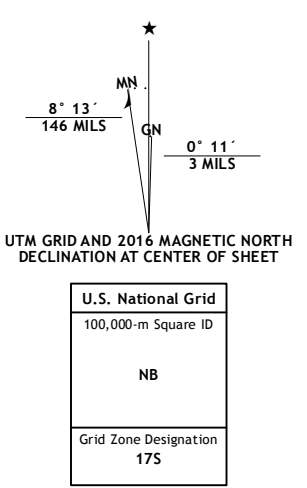 ★
MN
8° 13´
146 MILS
GN
0° 11´
3 MILS
UTM GRID AND 2016 MAGNETIC NORTH
DECLINATION AT CENTER OF SHEET
U.S. National Grid
100,000-m Square ID
NB
Grid Zone Designation
17S